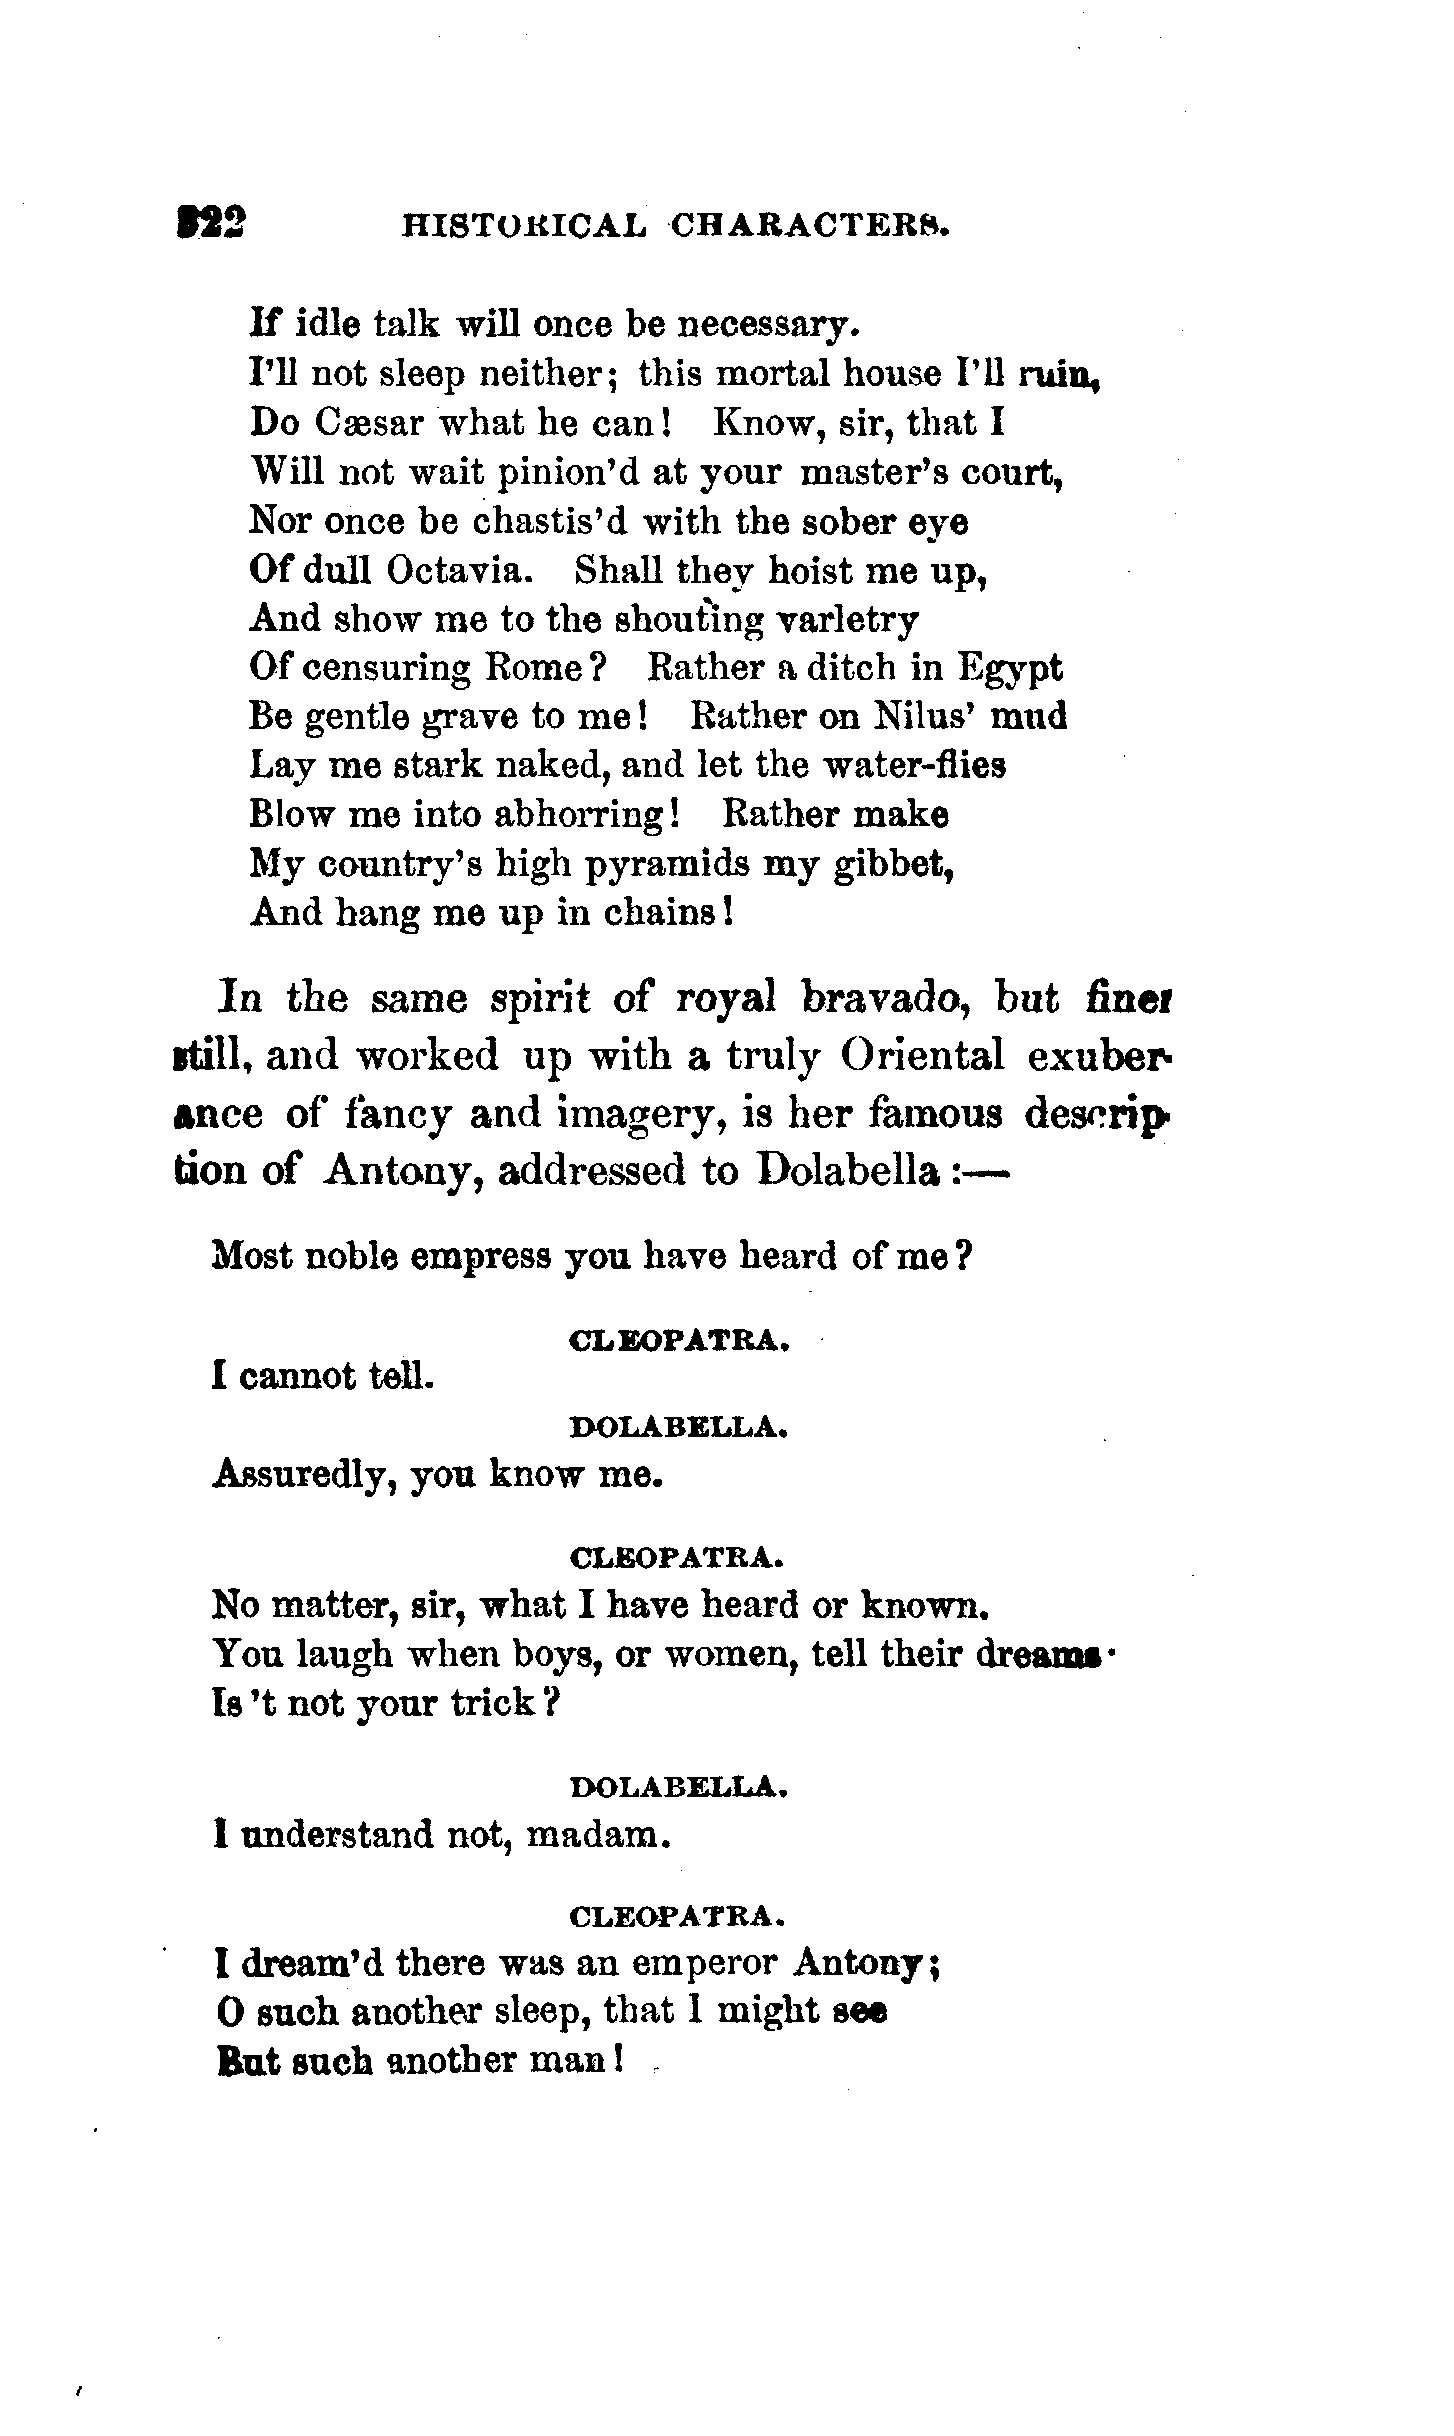 322 HISTORICAL CHARACTERS.
If idle talk will once be necessary.
I'll not sleep neither; this mortal house I'll ruin,
Do Cæsar what he can! Know, sir, that I
Will not wait pinion'd at your master's court,
Nor once be chastis'd with the sober eye
Of dull Octavia. Shall they hoist me up,
And show me to the shouting varletry
Of censuring Rome? Rather a ditch in Egypt
Be gentle grave to me! Rather on Nilus' mud
Lay me stark naked, and let the water-flies
Blow me into abhorring! Rather make
My country's high pyramids my gibbet,
And hang me up in chains!
In the same spirit of royal bravado, but finer
still, and worked up with a truly Oriental exuber-
ance of fancy and imagery, is her famous descrip-
tion of Antony, addressed to Dolabella:—
Most noble empress you have heard of me?
CLEOPATRA.
I cannot tell.
DOLABELLA.
Assuredly, you know me.
CLEOPATRA.
No matter, sir, what I have heard or known.
You laugh when boys, or women, tell their dreams·
Is 't not your trick?
DOLABELLA.
I understand not, madam.
CLEOPATRA.
I dream'd there was an emperor Antony;
O such another sleep, that I might see
But such another man!